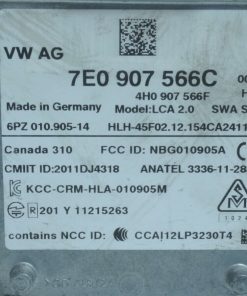 VW AG
7E0 907 566C
4H0 907 566F
Made in Germany Model:LCA 2.0 SWA S
6PZ 010.905-14 HLH-45F02.12.154CA2411
Canada 310 FCC ID: NBG010905A
CMIIT ID:2011DJ4318 ANATEL 3336-11-28
KCC-CRM-HLA-010905M
R 201 Y 11215263
contains NCC ID: CCAI12LP3230T4